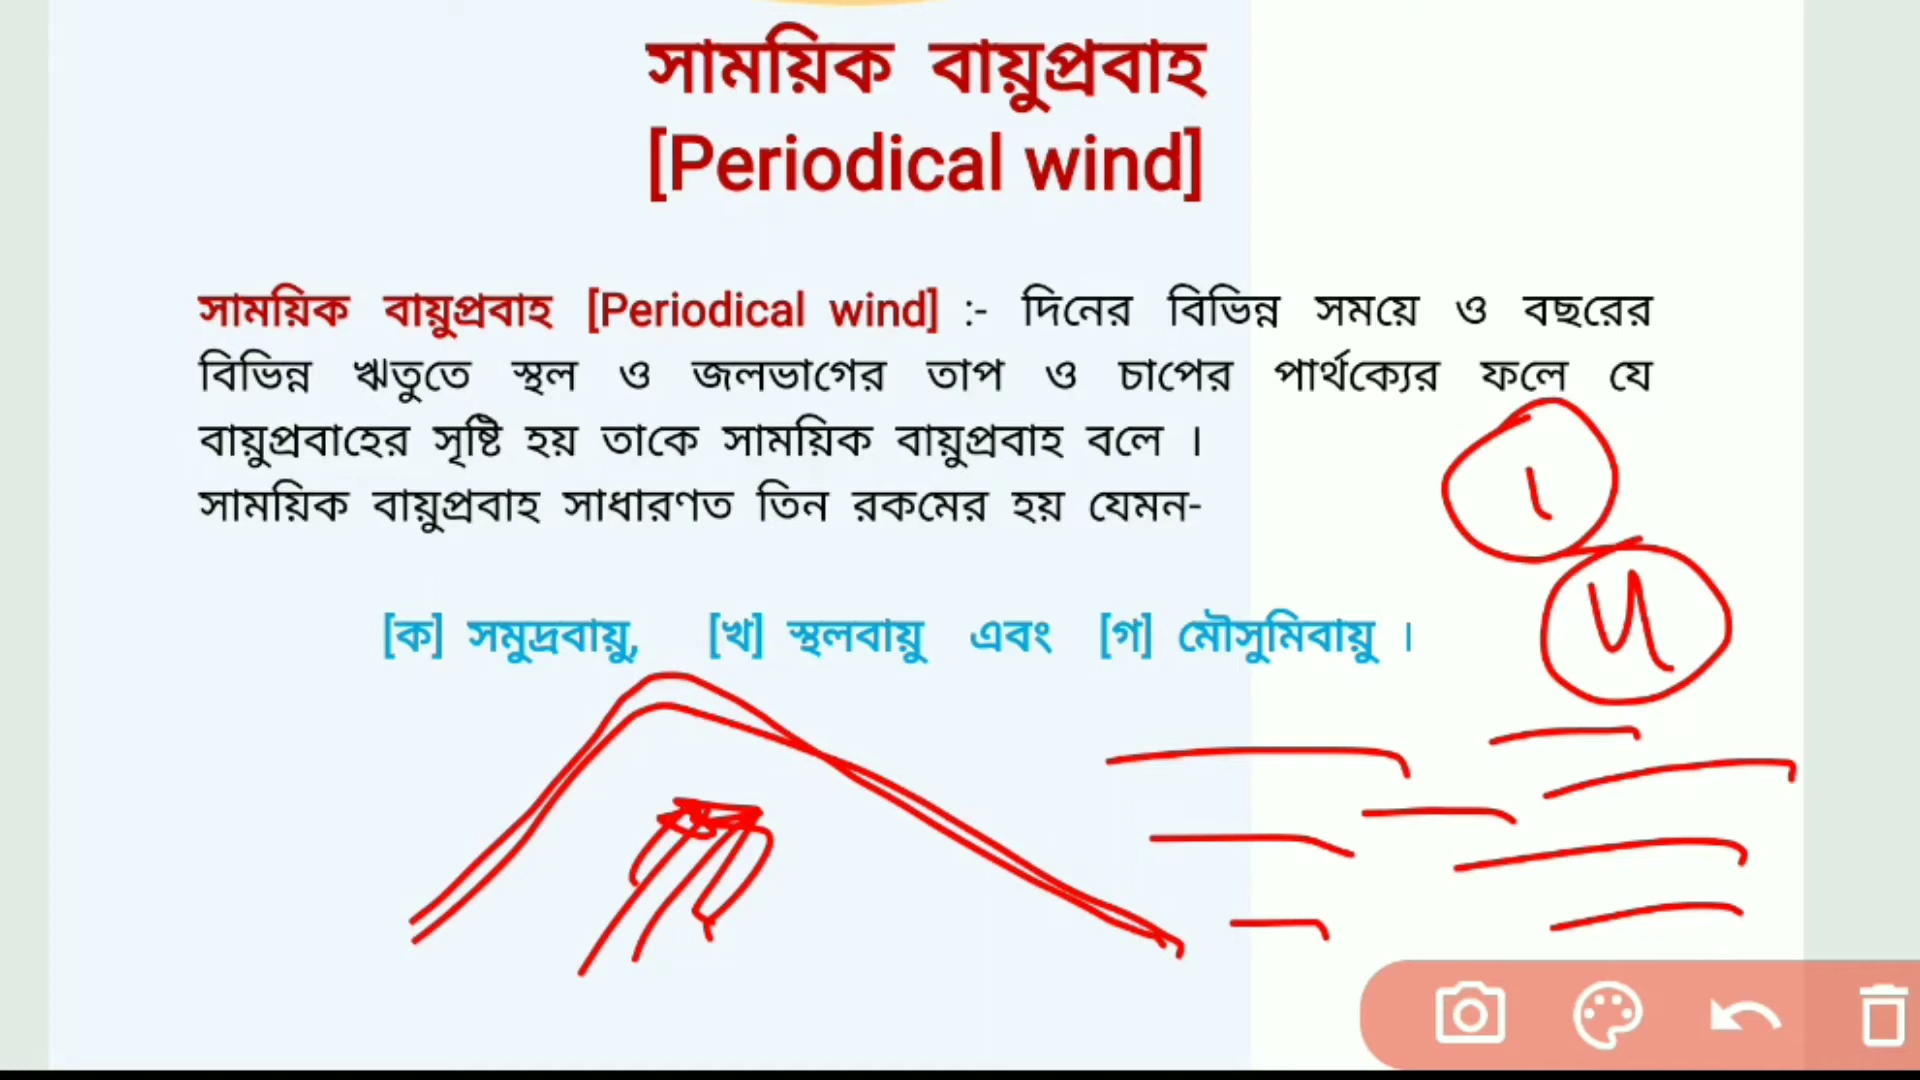 সাময়িক বায়ুপ্রবাহ
[Periodical wind]
সাময়িক বায়ুপ্রবাহ [Periodical wind] :- দিনের বিভিন্ন সময়ে ও বছরের
বিভিন্ন ঋতুতে স্থল ও জলভাগের তাপ ও চাপের পার্থক্যের ফলে যে
বায়ুপ্রবাহের সৃষ্টি হয় তাকে সাময়িক বায়ুপ্রবাহ বলে ।
সাময়িক বায়ুপ্রবাহ সাধারণত তিন রকমের হয় যেমন-
[ক] সমুদ্রবায়ু, [খ] স্থলবায়ু এবং [গ] মৌসুমিবায়ু ।